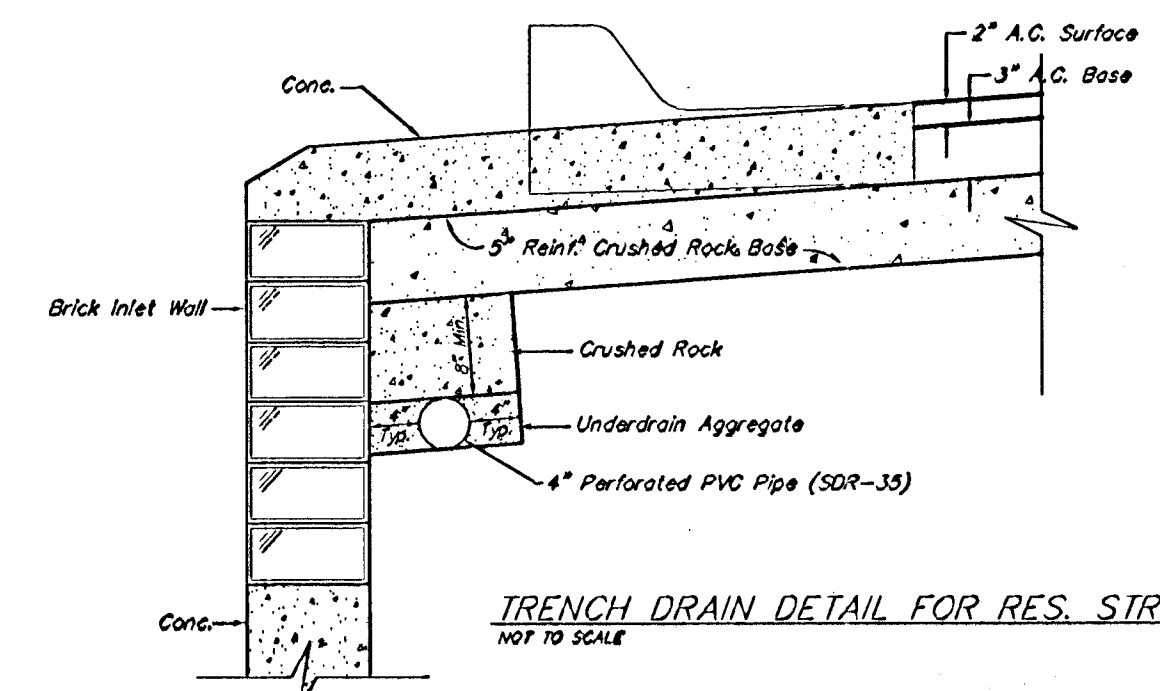 2" A.C. Surface
3" A.C. Base
Conc.
5" Reinf. Crushed Rock Base
Brick Inlet Wall
8" Min.
Crushed Rock
4" Typ.
4" Typ.
Underdrain Aggregate
4" Perforated PVC Pipe (SDR-35)
TRENCH DRAIN DETAIL FOR RES. STR
NOT TO SCALE
Conc.